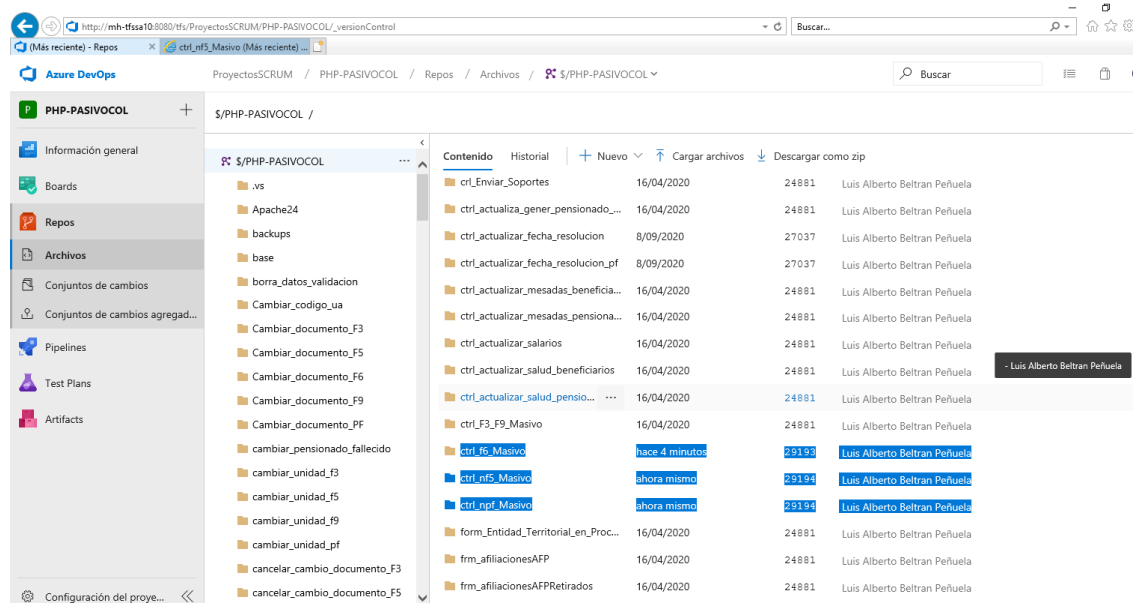 http://mh-tfssa10:8080/tfs/ProyectosSCRUM/PHP-PASIVOCOL/_versionControl
Buscar...
(Más reciente) - Repos
ctrl_nf5_Masivo (Más reciente) ...
Azure DevOps
ProyectosSCRUM / PHP-PASIVOCOL / Repos / Archivos / $/PHP-PASIVOCOL
Buscar
P PHP-PASIVOCOL
Información general
Boards
Repos
Archivos
Conjuntos de cambios
Conjuntos de cambios agregad...
Pipelines
Test Plans
Artifacts
Configuración del proye...
$/PHP-PASIVOCOL /
$/PHP-PASIVOCOL ...
.vs
Apache24
backups
base
borra_datos_validacion
Cambiar_codigo_ua
Cambiar_documento_F3
Cambiar_documento_F5
Cambiar_documento_F6
Cambiar_documento_F9
Cambiar_documento_PF
cambiar_pensionado_fallecido
cambiar_unidad_f3
cambiar_unidad_f5
cambiar_unidad_f9
cambiar_unidad_pf
cancelar_cambio_documento_F3
cancelar_cambio_documento_F5
Contenido Historial Nuevo Cargar archivos Descargar como zip
crl_Enviar_Soportes 16/04/2020 24881 Luis Alberto Beltran Peñuela
ctrl_actualiza_gener_pensionado_... 16/04/2020 24881 Luis Alberto Beltran Peñuela
ctrl_actualizar_fecha_resolucion 8/09/2020 27037 Luis Alberto Beltran Peñuela
ctrl_actualizar_fecha_resolucion_pf 8/09/2020 27037 Luis Alberto Beltran Peñuela
ctrl_actualizar_mesadas_beneficia... 16/04/2020 24881 Luis Alberto Beltran Peñuela
ctrl_actualizar_mesadas_pensiona... 16/04/2020 24881 Luis Alberto Beltran Peñuela
ctrl_actualizar_salarios 16/04/2020 24881 Luis Alberto Beltran Peñuela
ctrl_actualizar_salud_beneficiarios 16/04/2020 24881 Luis Alberto Beltran Peñuela
- Luis Alberto Beltran Peñuela
ctrl_actualizar_salud_pensio... ... 16/04/2020 24881 Luis Alberto Beltran Peñuela
ctrl_F3_F9_Masivo 16/04/2020 24881 Luis Alberto Beltran Peñuela
ctrl_f6_Masivo hace 4 minutos 29193 Luis Alberto Beltran Peñuela
ctrl_nf5_Masivo ahora mismo 29194 Luis Alberto Beltran Peñuela
ctrl_npf_Masivo ahora mismo 29194 Luis Alberto Beltran Peñuela
form_Entidad_Territorial_en_Proc... 16/04/2020 24881 Luis Alberto Beltran Peñuela
frm_afiliacionesAFP 16/04/2020 24881 Luis Alberto Beltran Peñuela
frm_afiliacionesAFPRetirados 16/04/2020 24881 Luis Alberto Beltran Peñuela